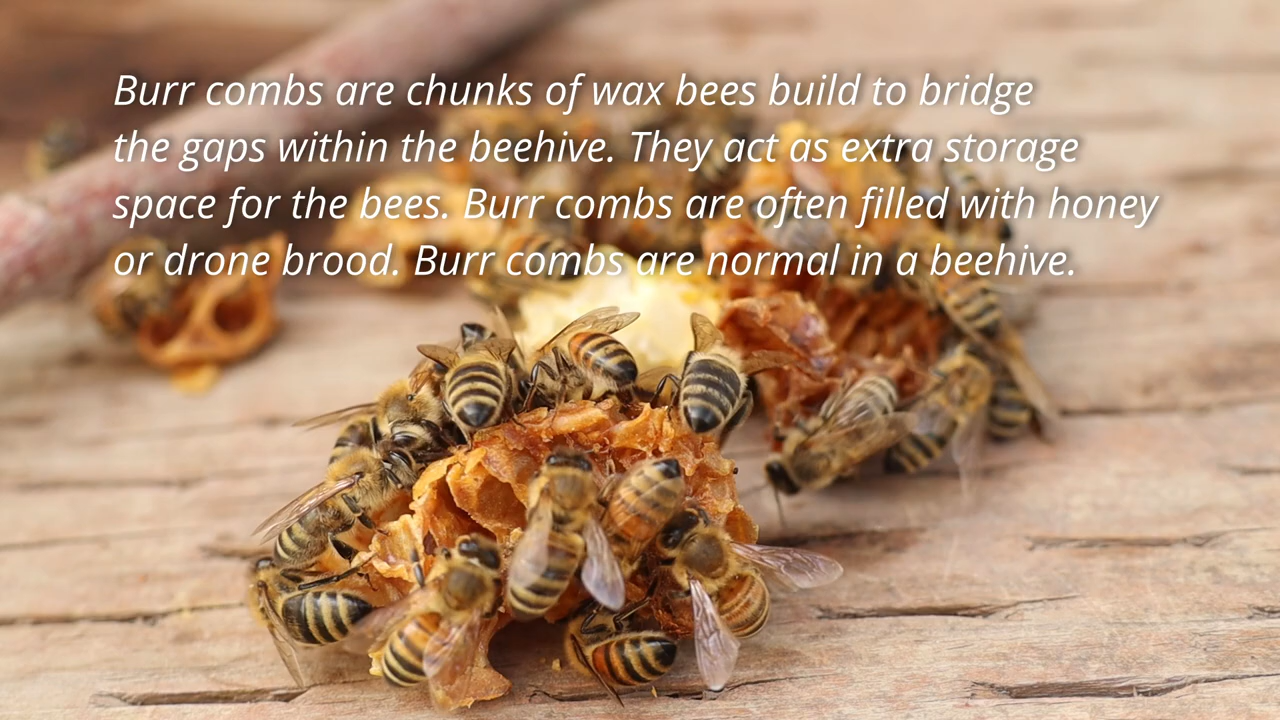 Burr combs are chunks of wax bees build to bridge
the gaps within the beehive. They act as extra storage
space for the bees. Burr combs are often filled with honey
or drone brood. Burr combs are normal in a beehive.